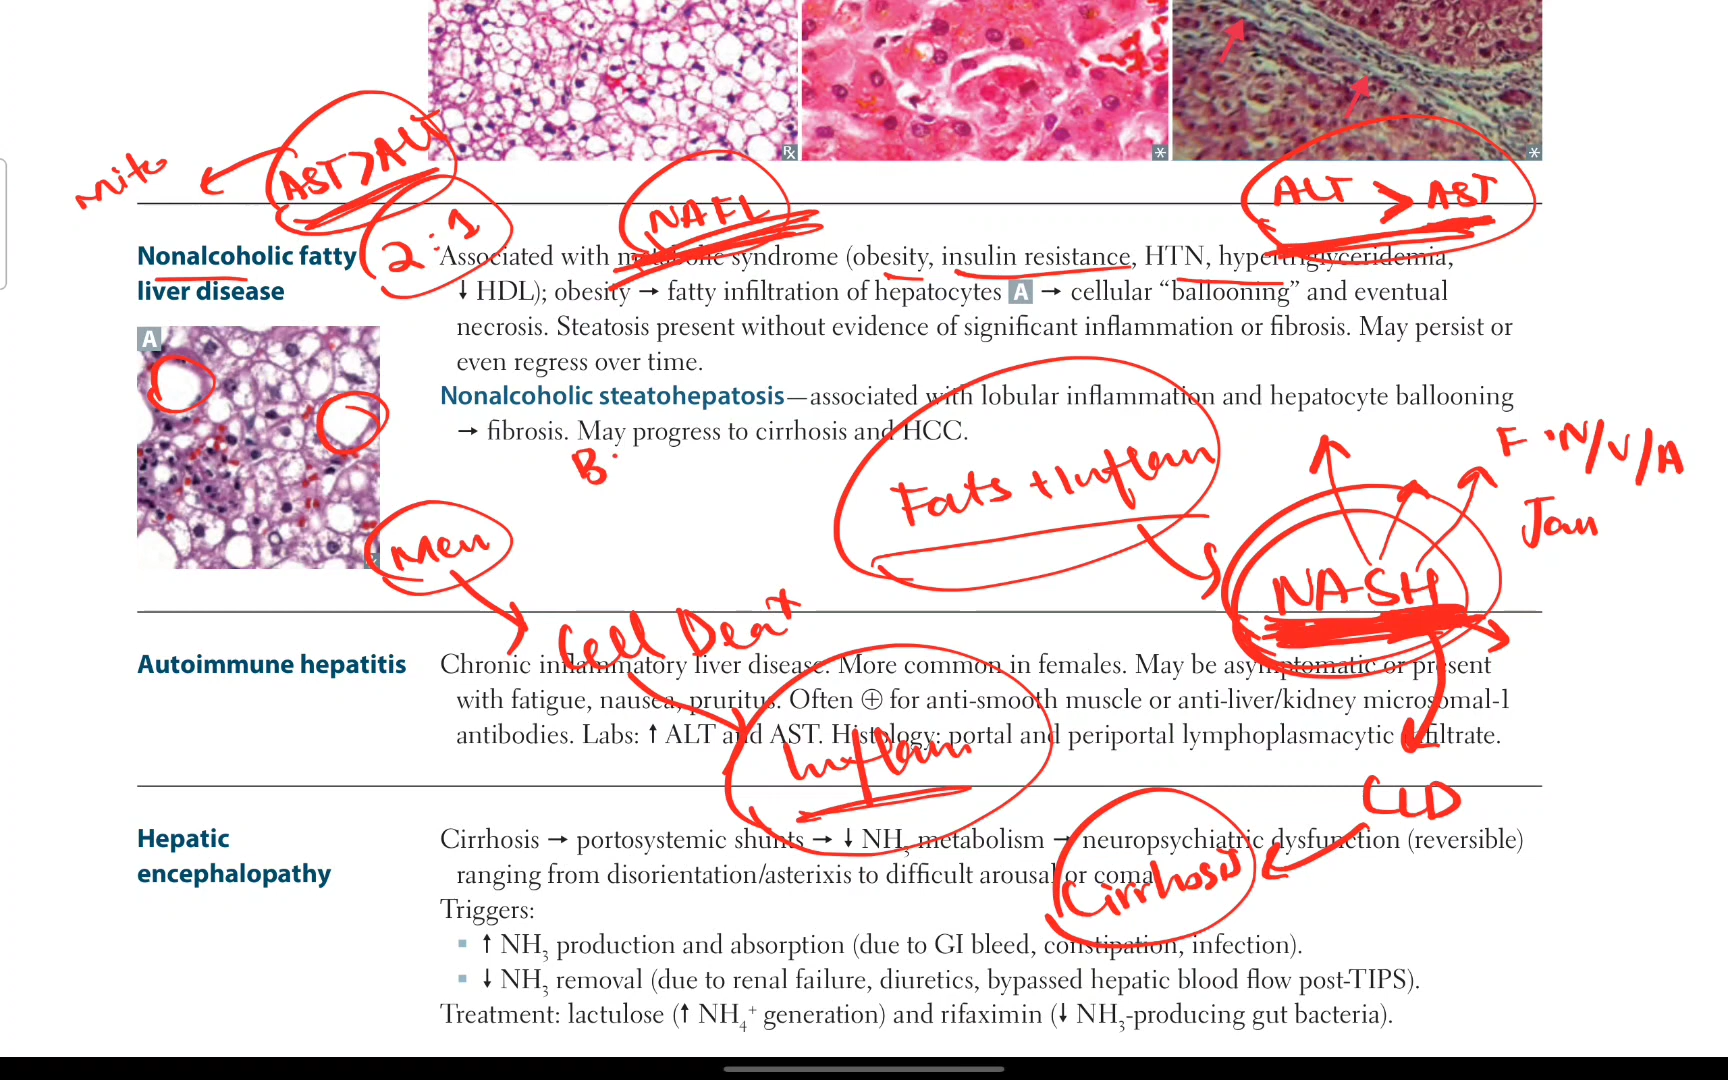 Rx
*
*
mito
AST>ALT
2:1
NAFL
ALT > AST
Nonalcoholic fatty
liver disease
Associated with metabolic syndrome (obesity, insulin resistance, HTN, hypertriglyceridemia,
↓ HDL); obesity → fatty infiltration of hepatocytes A → cellular “ballooning” and eventual
necrosis. Steatosis present without evidence of significant inflammation or fibrosis. May persist or
even regress over time.
Nonalcoholic steatohepatosis—associated with lobular inflammation and hepatocyte ballooning
→ fibrosis. May progress to cirrhosis and HCC.
A
B.
Fats + Inflam
F · N/V/A
Jau
NASH
Men
Cell Deat
Autoimmune hepatitis
Chronic inflammatory liver disease. More common in females. May be asymptomatic or present
with fatigue, nausea, pruritus. Often ⊕ for anti-smooth muscle or anti-liver/kidney microsomal-1
antibodies. Labs: ↑ ALT and AST. Histology: portal and periportal lymphoplasmacytic infiltrate.
Inflam
CLD
Cirrhosis
Hepatic
encephalopathy
Cirrhosis → portosystemic shunts → ↓ NH₃ metabolism → neuropsychiatric dysfunction (reversible)
ranging from disorientation/asterixis to difficult arousal or coma
Triggers:
▪ ↑ NH₃ production and absorption (due to GI bleed, constipation, infection).
▪ ↓ NH₃ removal (due to renal failure, diuretics, bypassed hepatic blood flow post-TIPS).
Treatment: lactulose (↑ NH₄⁺ generation) and rifaximin (↓ NH₃-producing gut bacteria).